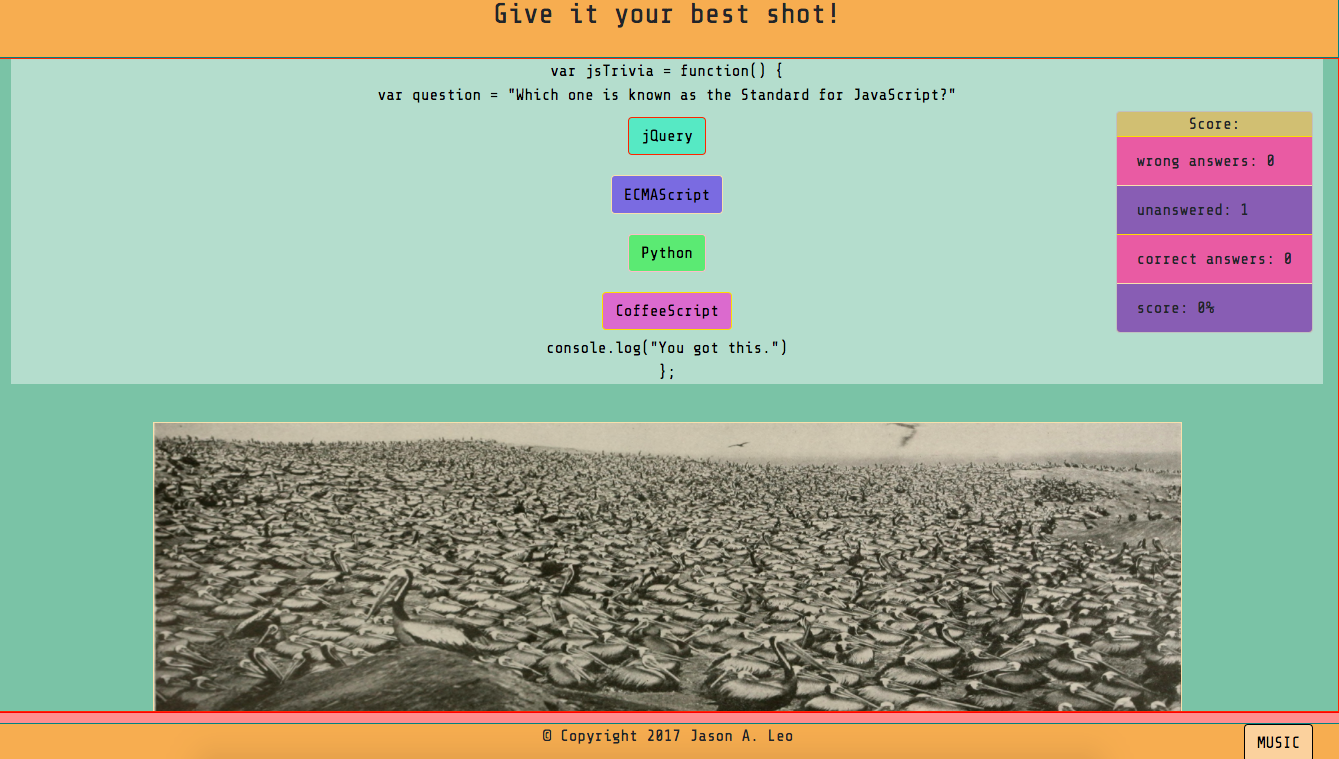 Give it your best shot!
var jsTrivia = function() {
var question = "Which one is known as the Standard for JavaScript?"
jQuery
ECMAScript
Python
CoffeeScript
console.log("You got this.")
};
Score:
wrong answers: 0
unanswered: 1
correct answers: 0
score: 0%
© Copyright 2017 Jason A. Leo
MUSIC